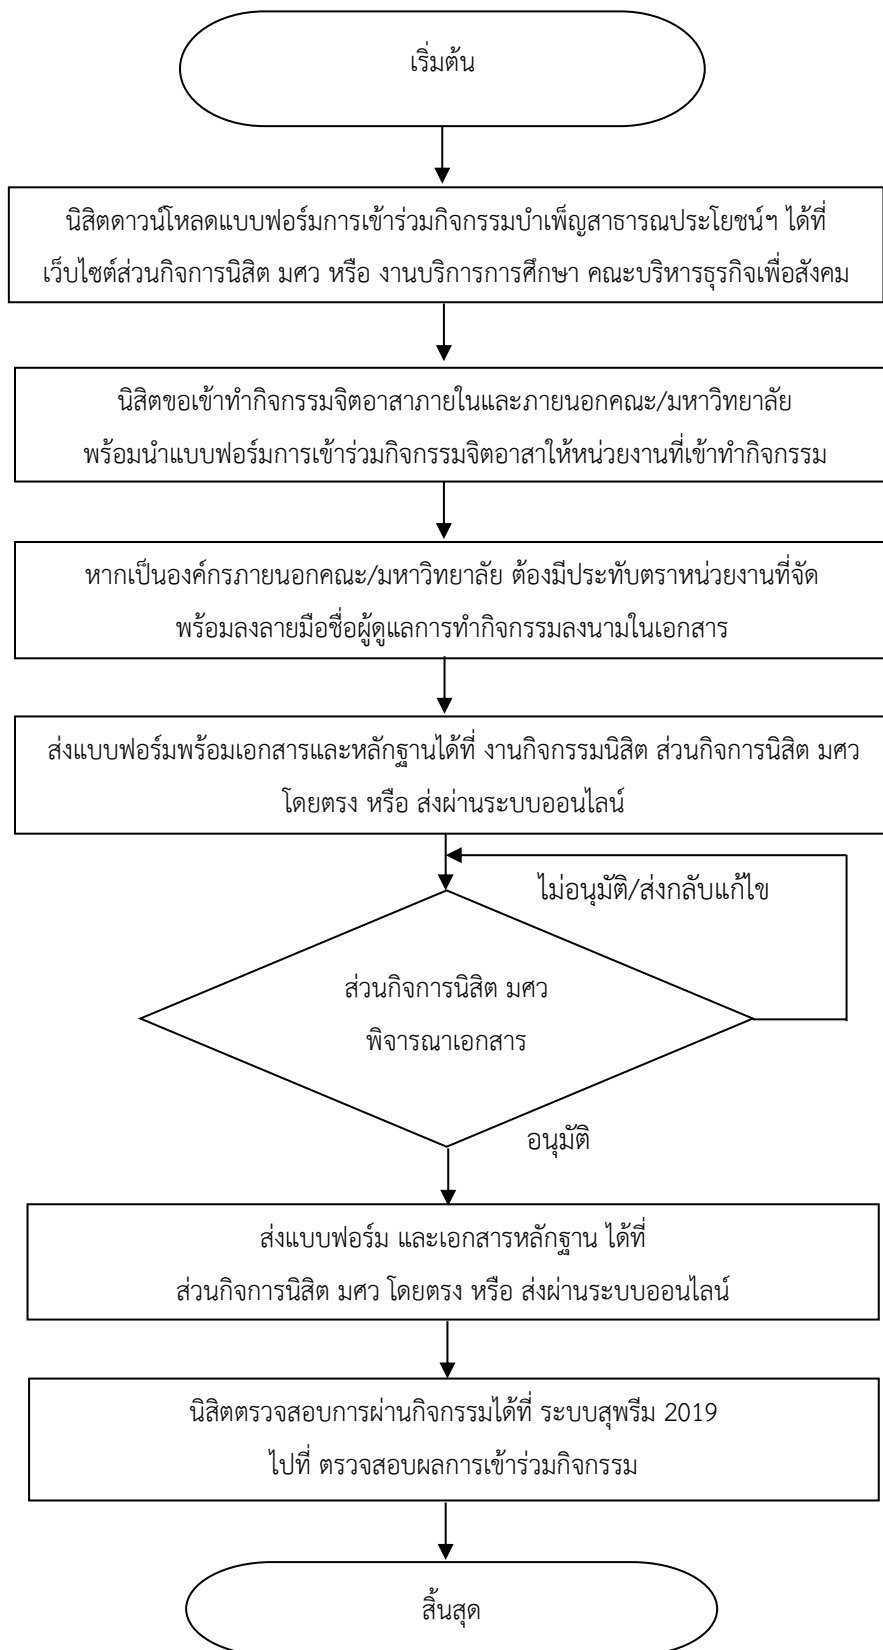 เริ่มต้น
นิสิตดาวน์โหลดแบบฟอร์มการเข้าร่วมกิจกรรมบำเพ็ญสาธารณประโยชน์ฯ ได้ที่
เว็บไซต์ส่วนกิจการนิสิต มศว หรือ งานบริการการศึกษา คณะบริหารธุรกิจเพื่อสังคม
นิสิตขอเข้าทำกิจกรรมจิตอาสาภายในและภายนอกคณะ/มหาวิทยาลัย
พร้อมนำแบบฟอร์มการเข้าร่วมกิจกรรมจิตอาสาให้หน่วยงานที่เข้าทำกิจกรรม
หากเป็นองค์กรภายนอกคณะ/มหาวิทยาลัย ต้องมีประทับตราหน่วยงานที่จัด
พร้อมลงลายมือชื่อผู้ดูแลการทำกิจกรรมลงนามในเอกสาร
ส่งแบบฟอร์มพร้อมเอกสารและหลักฐานได้ที่ งานกิจกรรมนิสิต ส่วนกิจการนิสิต มศว
โดยตรง หรือ ส่งผ่านระบบออนไลน์
ไม่อนุมัติ/ส่งกลับแก้ไข
ส่วนกิจการนิสิต มศว
พิจารณาเอกสาร
อนุมัติ
ส่งแบบฟอร์ม และเอกสารหลักฐาน ได้ที่
ส่วนกิจการนิสิต มศว โดยตรง หรือ ส่งผ่านระบบออนไลน์
นิสิตตรวจสอบการผ่านกิจกรรมได้ที่ ระบบสุพรีม 2019
ไปที่ ตรวจสอบผลการเข้าร่วมกิจกรรม
สิ้นสุด